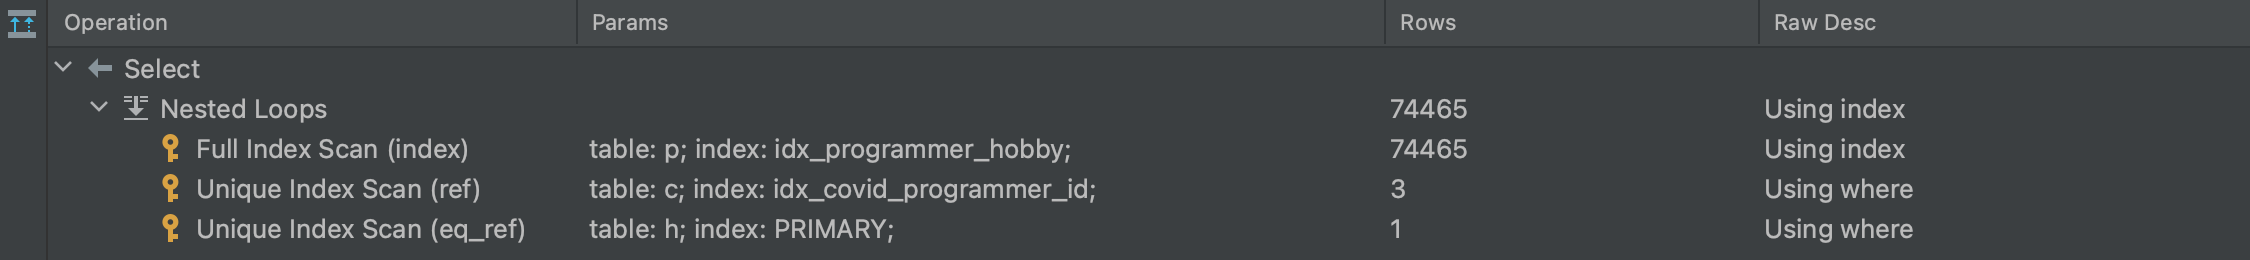 Operation Params Rows Raw Desc
Select
Nested Loops 74465 Using index
Full Index Scan (index) table: p; index: idx_programmer_hobby; 74465 Using index
Unique Index Scan (ref) table: c; index: idx_covid_programmer_id; 3 Using where
Unique Index Scan (eq_ref) table: h; index: PRIMARY; 1 Using where